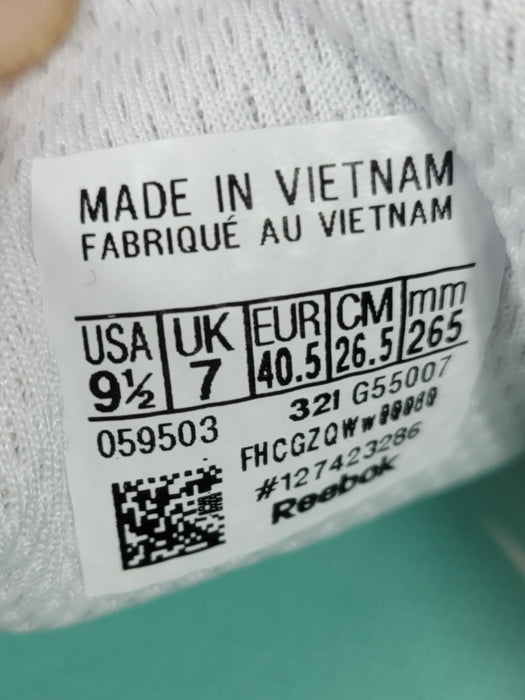 MADE IN VIETNAM
FABRIQUÉ AU VIETNAM
USA UK EUR CM mm
9½ 7 40.5 26.5 265
059503 321 G55007
#127423286
Reebok